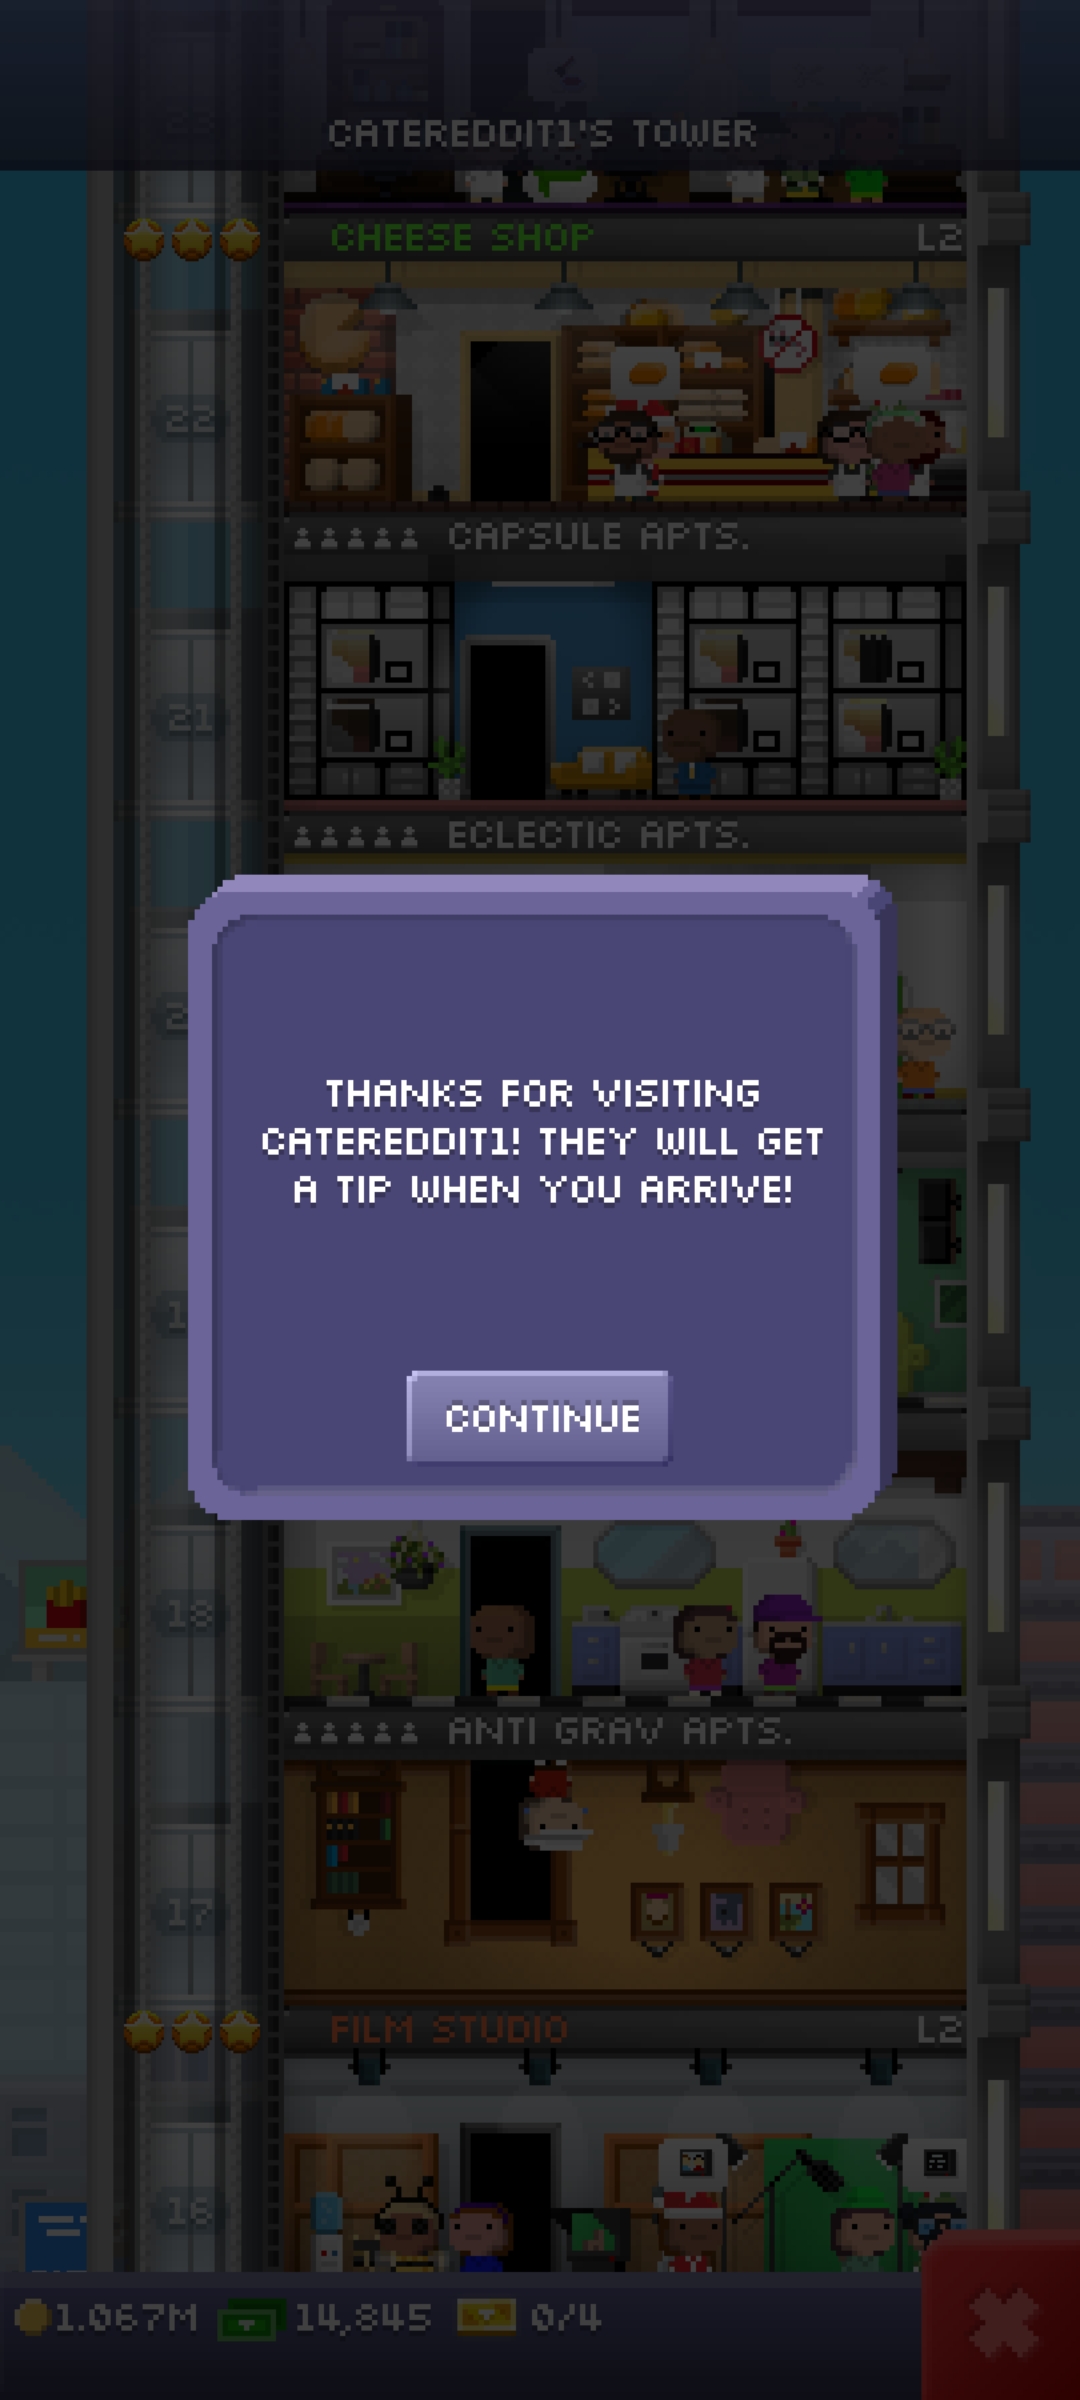 CATEREDDIT1'S TOWER
CHEESE SHOP L2
22
CAPSULE APTS.
21
ECLECTIC APTS.
THANKS FOR VISITING
CATEREDDIT1! THEY WILL GET
A TIP WHEN YOU ARRIVE!
CONTINUE
18
ANTI GRAV APTS.
17
FILM STUDIO L2
16
1.067M 14,845 0/4